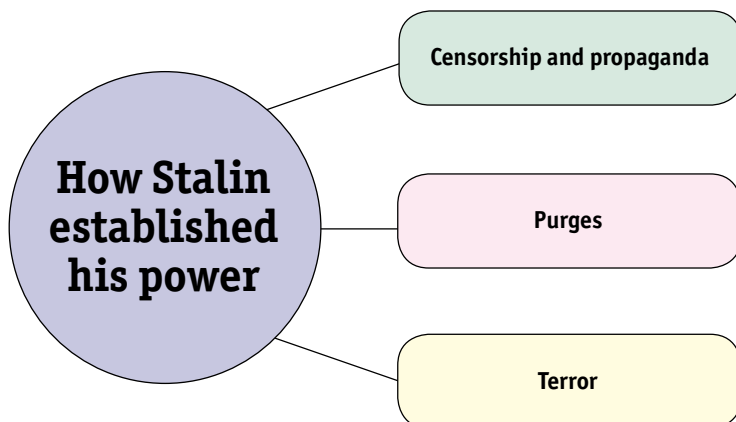 How Stalin
established
his power
Censorship and propaganda
Purges
Terror